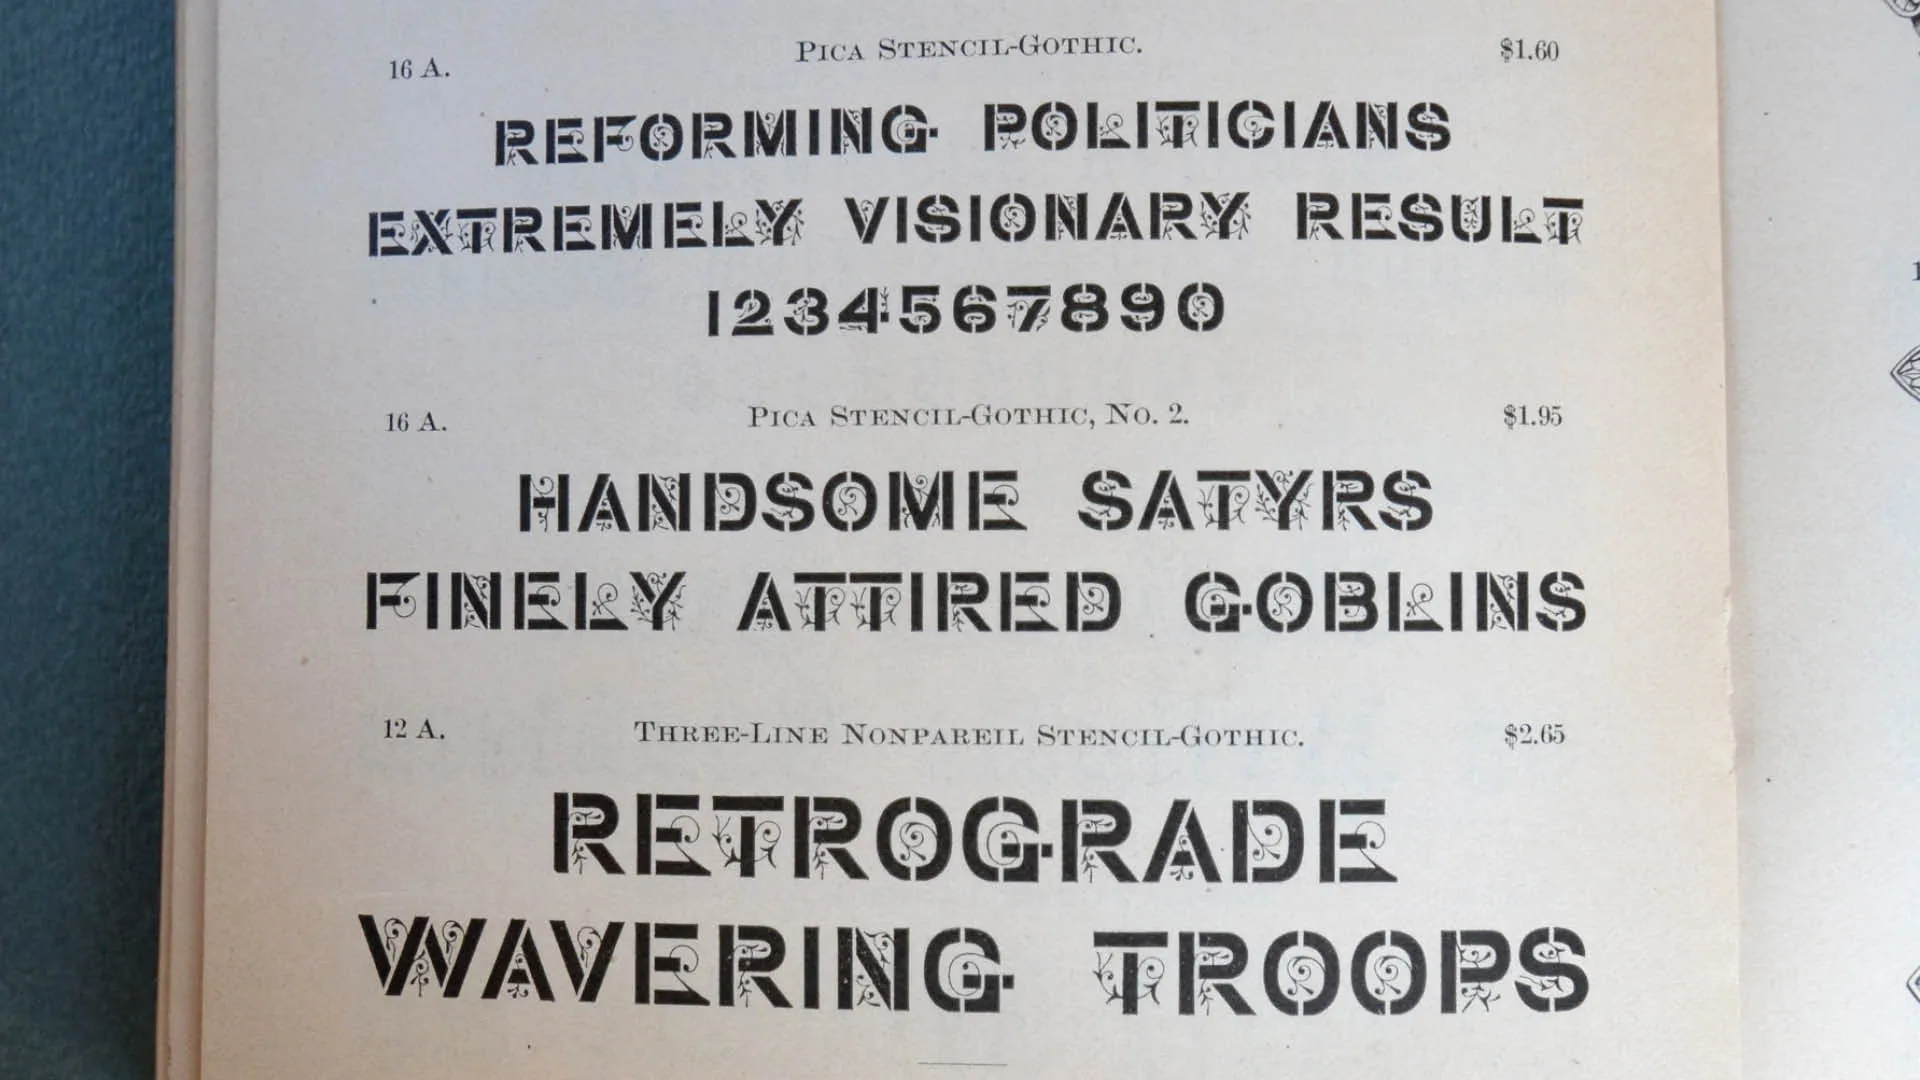 16 A. PICA STENCIL-GOTHIC. $1.60
REFORMING POLITICIANS
EXTREMELY VISIONARY RESULT
1234567890
16 A. PICA STENCIL-GOTHIC, NO. 2. $1.95
HANDSOME SATYRS
FINELY ATTIRED GOBLINS
12 A. THREE-LINE NONPAREIL STENCIL-GOTHIC. $2.65
RETROGRADE
WAVERING TROOPS